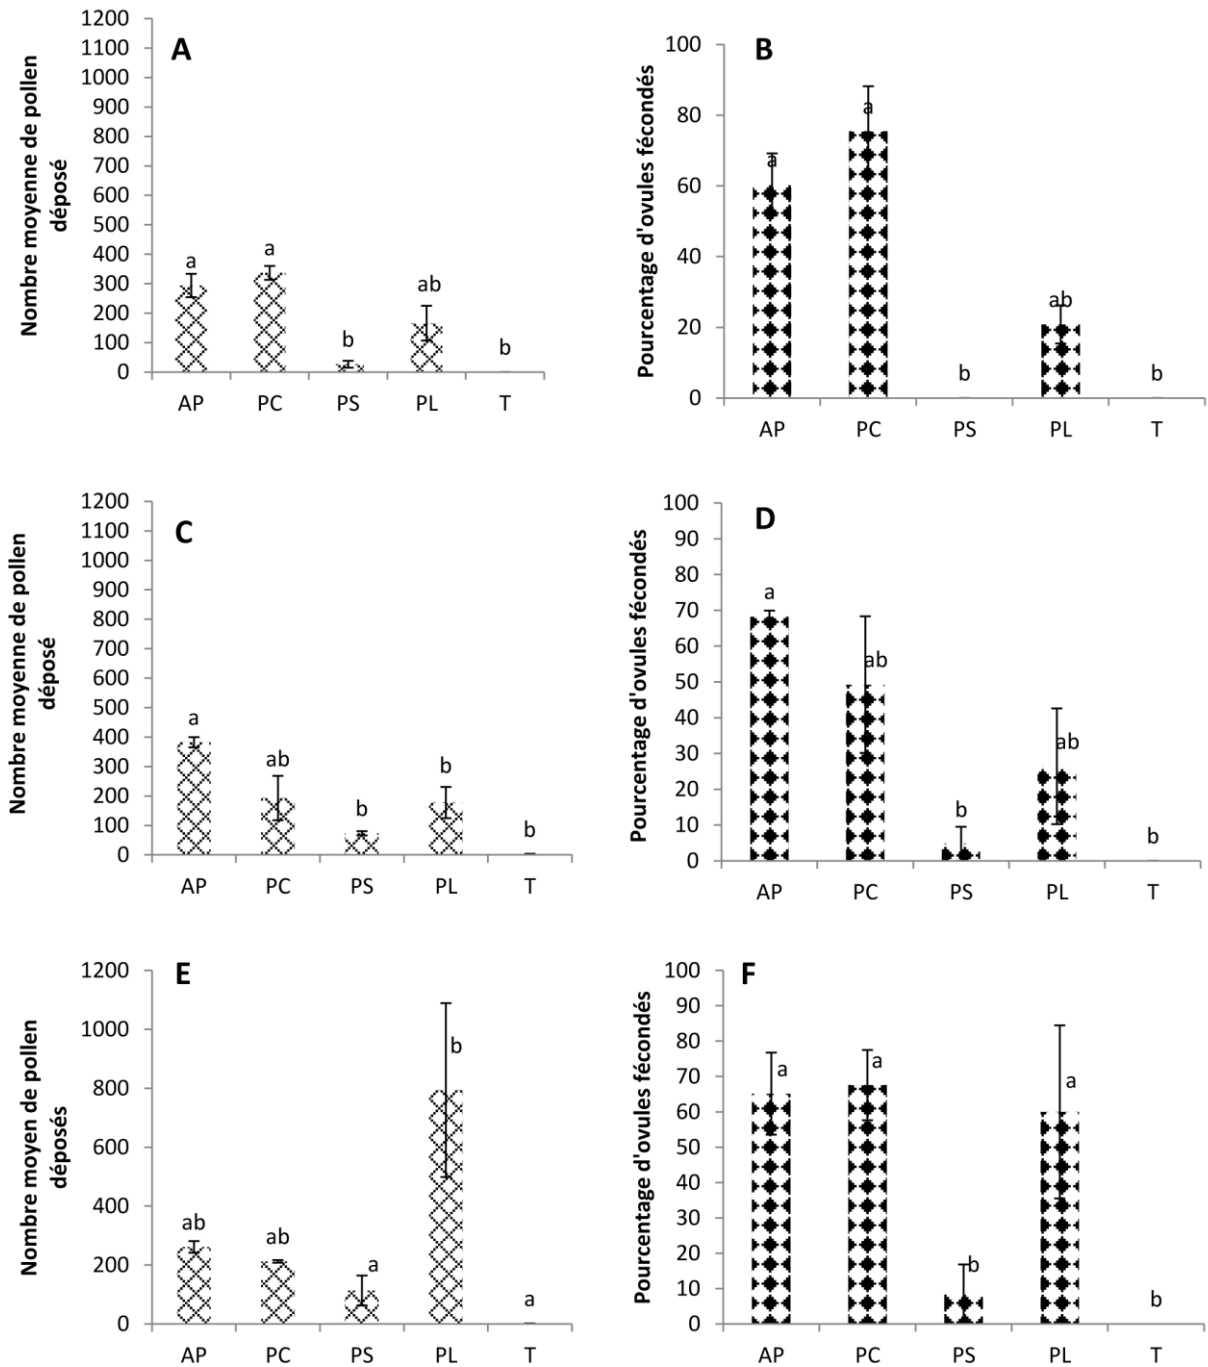 A
Nombre moyenne de pollen
déposé
1200
1100
1000
900
800
700
600
500
400
300
200
100
0
a
a
b
ab
b
AP PC PS PL T
B
Pourcentage d'ovules fécondés
100
80
60
40
20
0
a
a
b
ab
b
AP PC PS PL T
C
Nombre moyenne de pollen
déposé
1200
1100
1000
900
800
700
600
500
400
300
200
100
0
a
ab
b
b
b
AP PC PS PL T
D
Pourcentage d'ovules fécondés
100
90
80
70
60
50
40
30
20
10
0
a
ab
b
ab
b
AP PC PS PL T
E
Nombre moyen de pollen
déposés
1200
1000
800
600
400
200
0
ab
ab
a
b
a
AP PC PS PL T
F
Pourcentage d'ovules fécondés
100
90
80
70
60
50
40
30
20
10
0
a
a
b
a
b
AP PC PS PL T